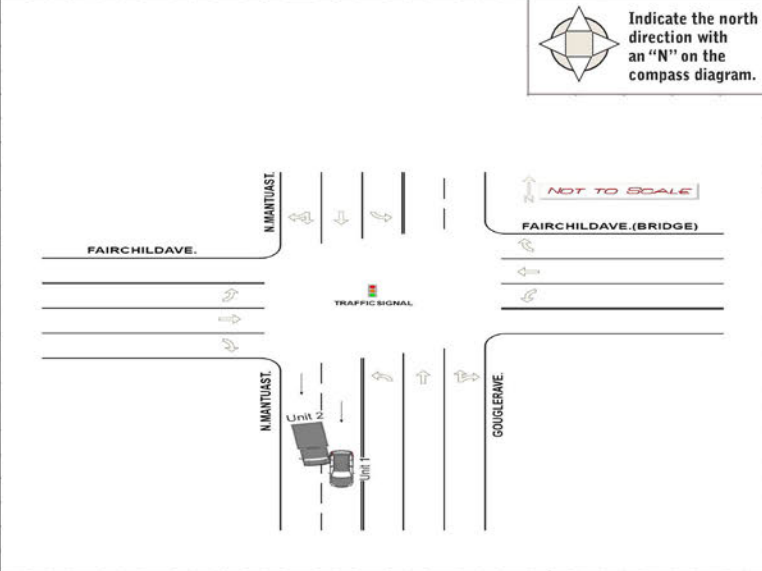 Indicate the north
direction with
an “N” on the
compass diagram.
N.MANTUAST.
N
NOT TO SCALE
FAIRCHILDAVE.(BRIDGE)
FAIRCHILDAVE.
TRAFFICSIGNAL
N.MANTUAST.
GOUGLERAVE.
Unit 2
Unit 1